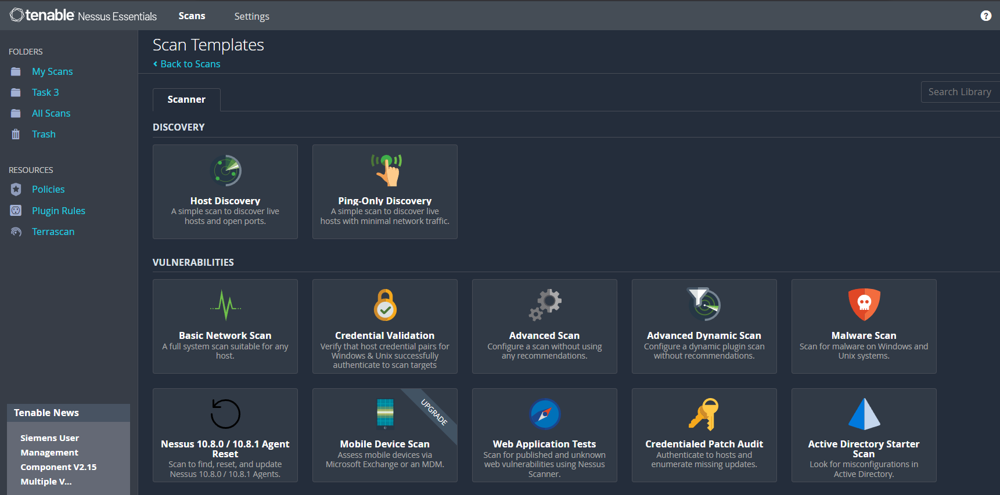 tenable Nessus Essentials
Scans
Settings
?
FOLDERS
My Scans
Task 3
All Scans
Trash
RESOURCES
Policies
Plugin Rules
Terrascan
Tenable News
Siemens User
Management
Component V2.15
Multiple V...
Scan Templates
Back to Scans
Scanner
Search Library
DISCOVERY
Host Discovery
A simple scan to discover live
hosts and open ports.
Ping-Only Discovery
A simple scan to discover live
hosts with minimal network traffic.
VULNERABILITIES
Basic Network Scan
A full system scan suitable for any
host.
Credential Validation
Verify that host credential pairs for
Windows & Unix successfully
authenticate to scan targets
Advanced Scan
Configure a scan without using
any recommendations.
Advanced Dynamic Scan
Configure a dynamic plugin scan
without recommendations.
Malware Scan
Scan for malware on Windows and
Unix systems.
Nessus 10.8.0 / 10.8.1 Agent
Reset
Scan to find, reset, and update
Nessus 10.8.0 / 10.8.1 Agents.
UPGRADE
Mobile Device Scan
Assess mobile devices via
Microsoft Exchange or an MDM.
Web Application Tests
Scan for published and unknown
web vulnerabilities using Nessus
Scanner.
Credentialed Patch Audit
Authenticate to hosts and
enumerate missing updates.
Active Directory Starter
Scan
Look for misconfigurations in
Active Directory.